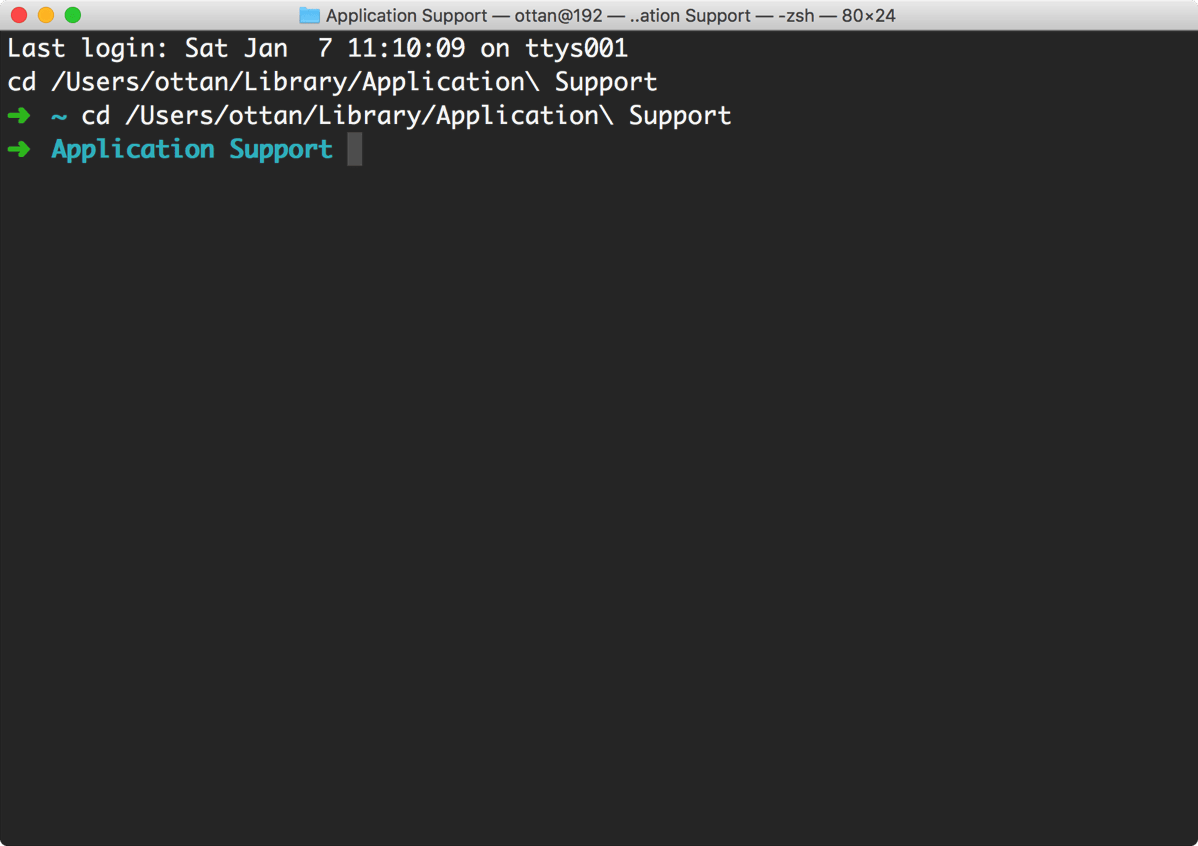 Application Support — ottan@192 — ..ation Support — -zsh — 80×24
Last login: Sat Jan  7 11:10:09 on ttys001
cd /Users/ottan/Library/Application\ Support
➜  ~ cd /Users/ottan/Library/Application\ Support
➜  Application Support